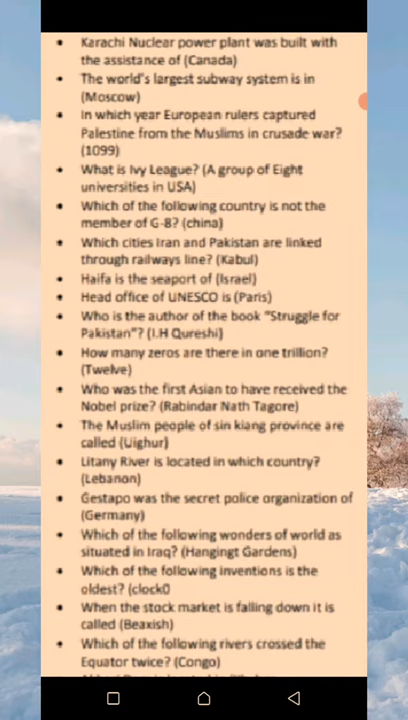 • Karachi Nuclear power plant was built with
the assistance of (Canada)
• The world's largest subway system is in
(Moscow)
• In which year European rulers captured
Palestine from the Muslims in crusade war?
(1099)
• What is Ivy League? (A group of Eight
universities in USA)
• Which of the following country is not the
member of G-8? (china)
• Which cities Iran and Pakistan are linked
through railways line? (Kabul)
• Haifa is the seaport of (Israel)
• Head office of UNESCO is (Paris)
• Who is the author of the book "Struggle for
Pakistan"? (I.H Qureshi)
• How many zeros are there in one trillion?
(Twelve)
• Who was the first Asian to have received the
Nobel prize? (Rabindar Nath Tagore)
• The Muslim people of sin kiang province are
called (Uighur)
• Litany River is located in which country?
(Lebanon)
• Gestapo was the secret police organization of
(Germany)
• Which of the following wonders of world as
situated in Iraq? (Hangingt Gardens)
• Which of the following inventions is the
oldest? (clock0
• When the stock market is falling down it is
called (Beaxish)
• Which of the following rivers crossed the
Equator twice? (Congo)